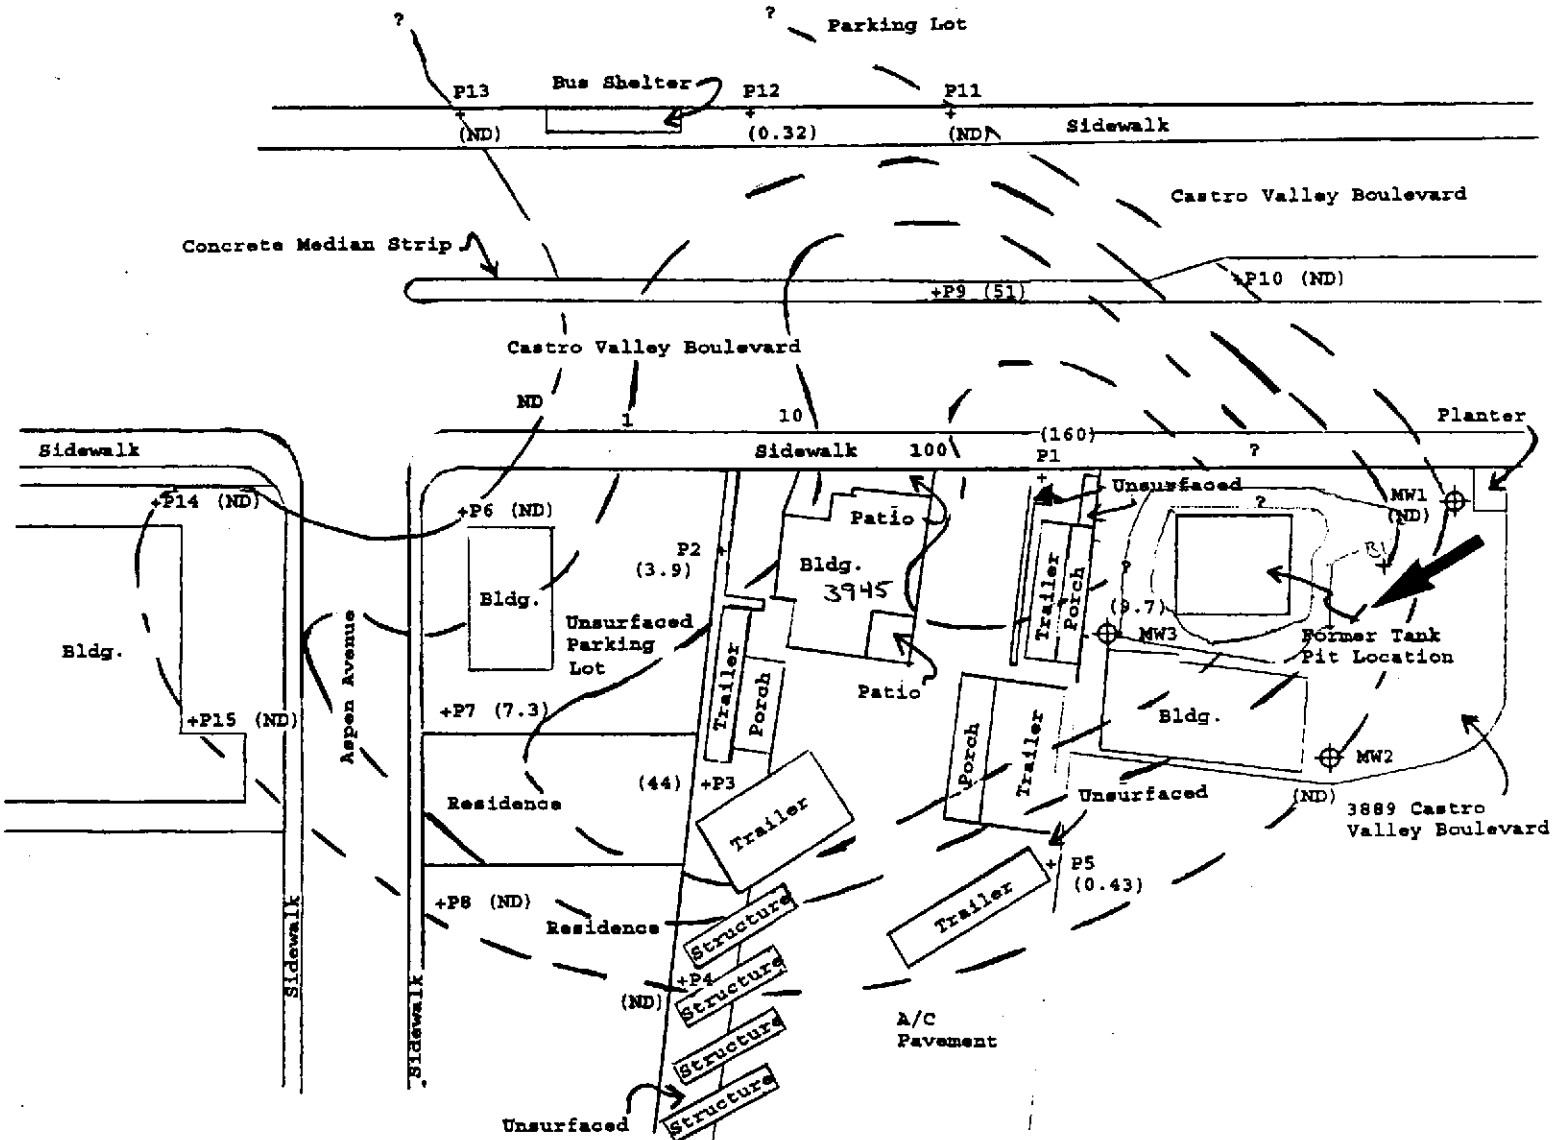 ?
?
Parking Lot
P13
Bus Shelter
P12
P11
+
(ND)
+
(0.32)
+
(ND)
Sidewalk
Castro Valley Boulevard
Concrete Median Strip
+P9 (51)
+P10 (ND)
Castro Valley Boulevard
ND
1
10
Planter
Sidewalk
Sidewalk
100
(160)
P1
+
?
+P14 (ND)
+P6 (ND)
Patio
Unsurfaced
?
MW1
(ND)
P2
(3.9)
+
Bldg.
3945
Bldg.
Trailer
Porch
?
R1
+
(9.7)
MW3
Former Tank
Pit Location
Unsurfaced
Parking
Lot
Bldg.
Aspen Avenue
Patio
+P15 (ND)
+P7 (7.3)
Trailer
Porch
Porch
Trailer
Bldg.
MW2
(ND)
(44) +P3
Residence
Trailer
Unsurfaced
3889 Castro
Valley Boulevard
+ P5
(0.43)
+P8 (ND)
Residence
Structure
Trailer
Sidewalk
Sidewalk
+P4
(ND)
Structure
A/C
Pavement
Structure
Structure
Unsurfaced